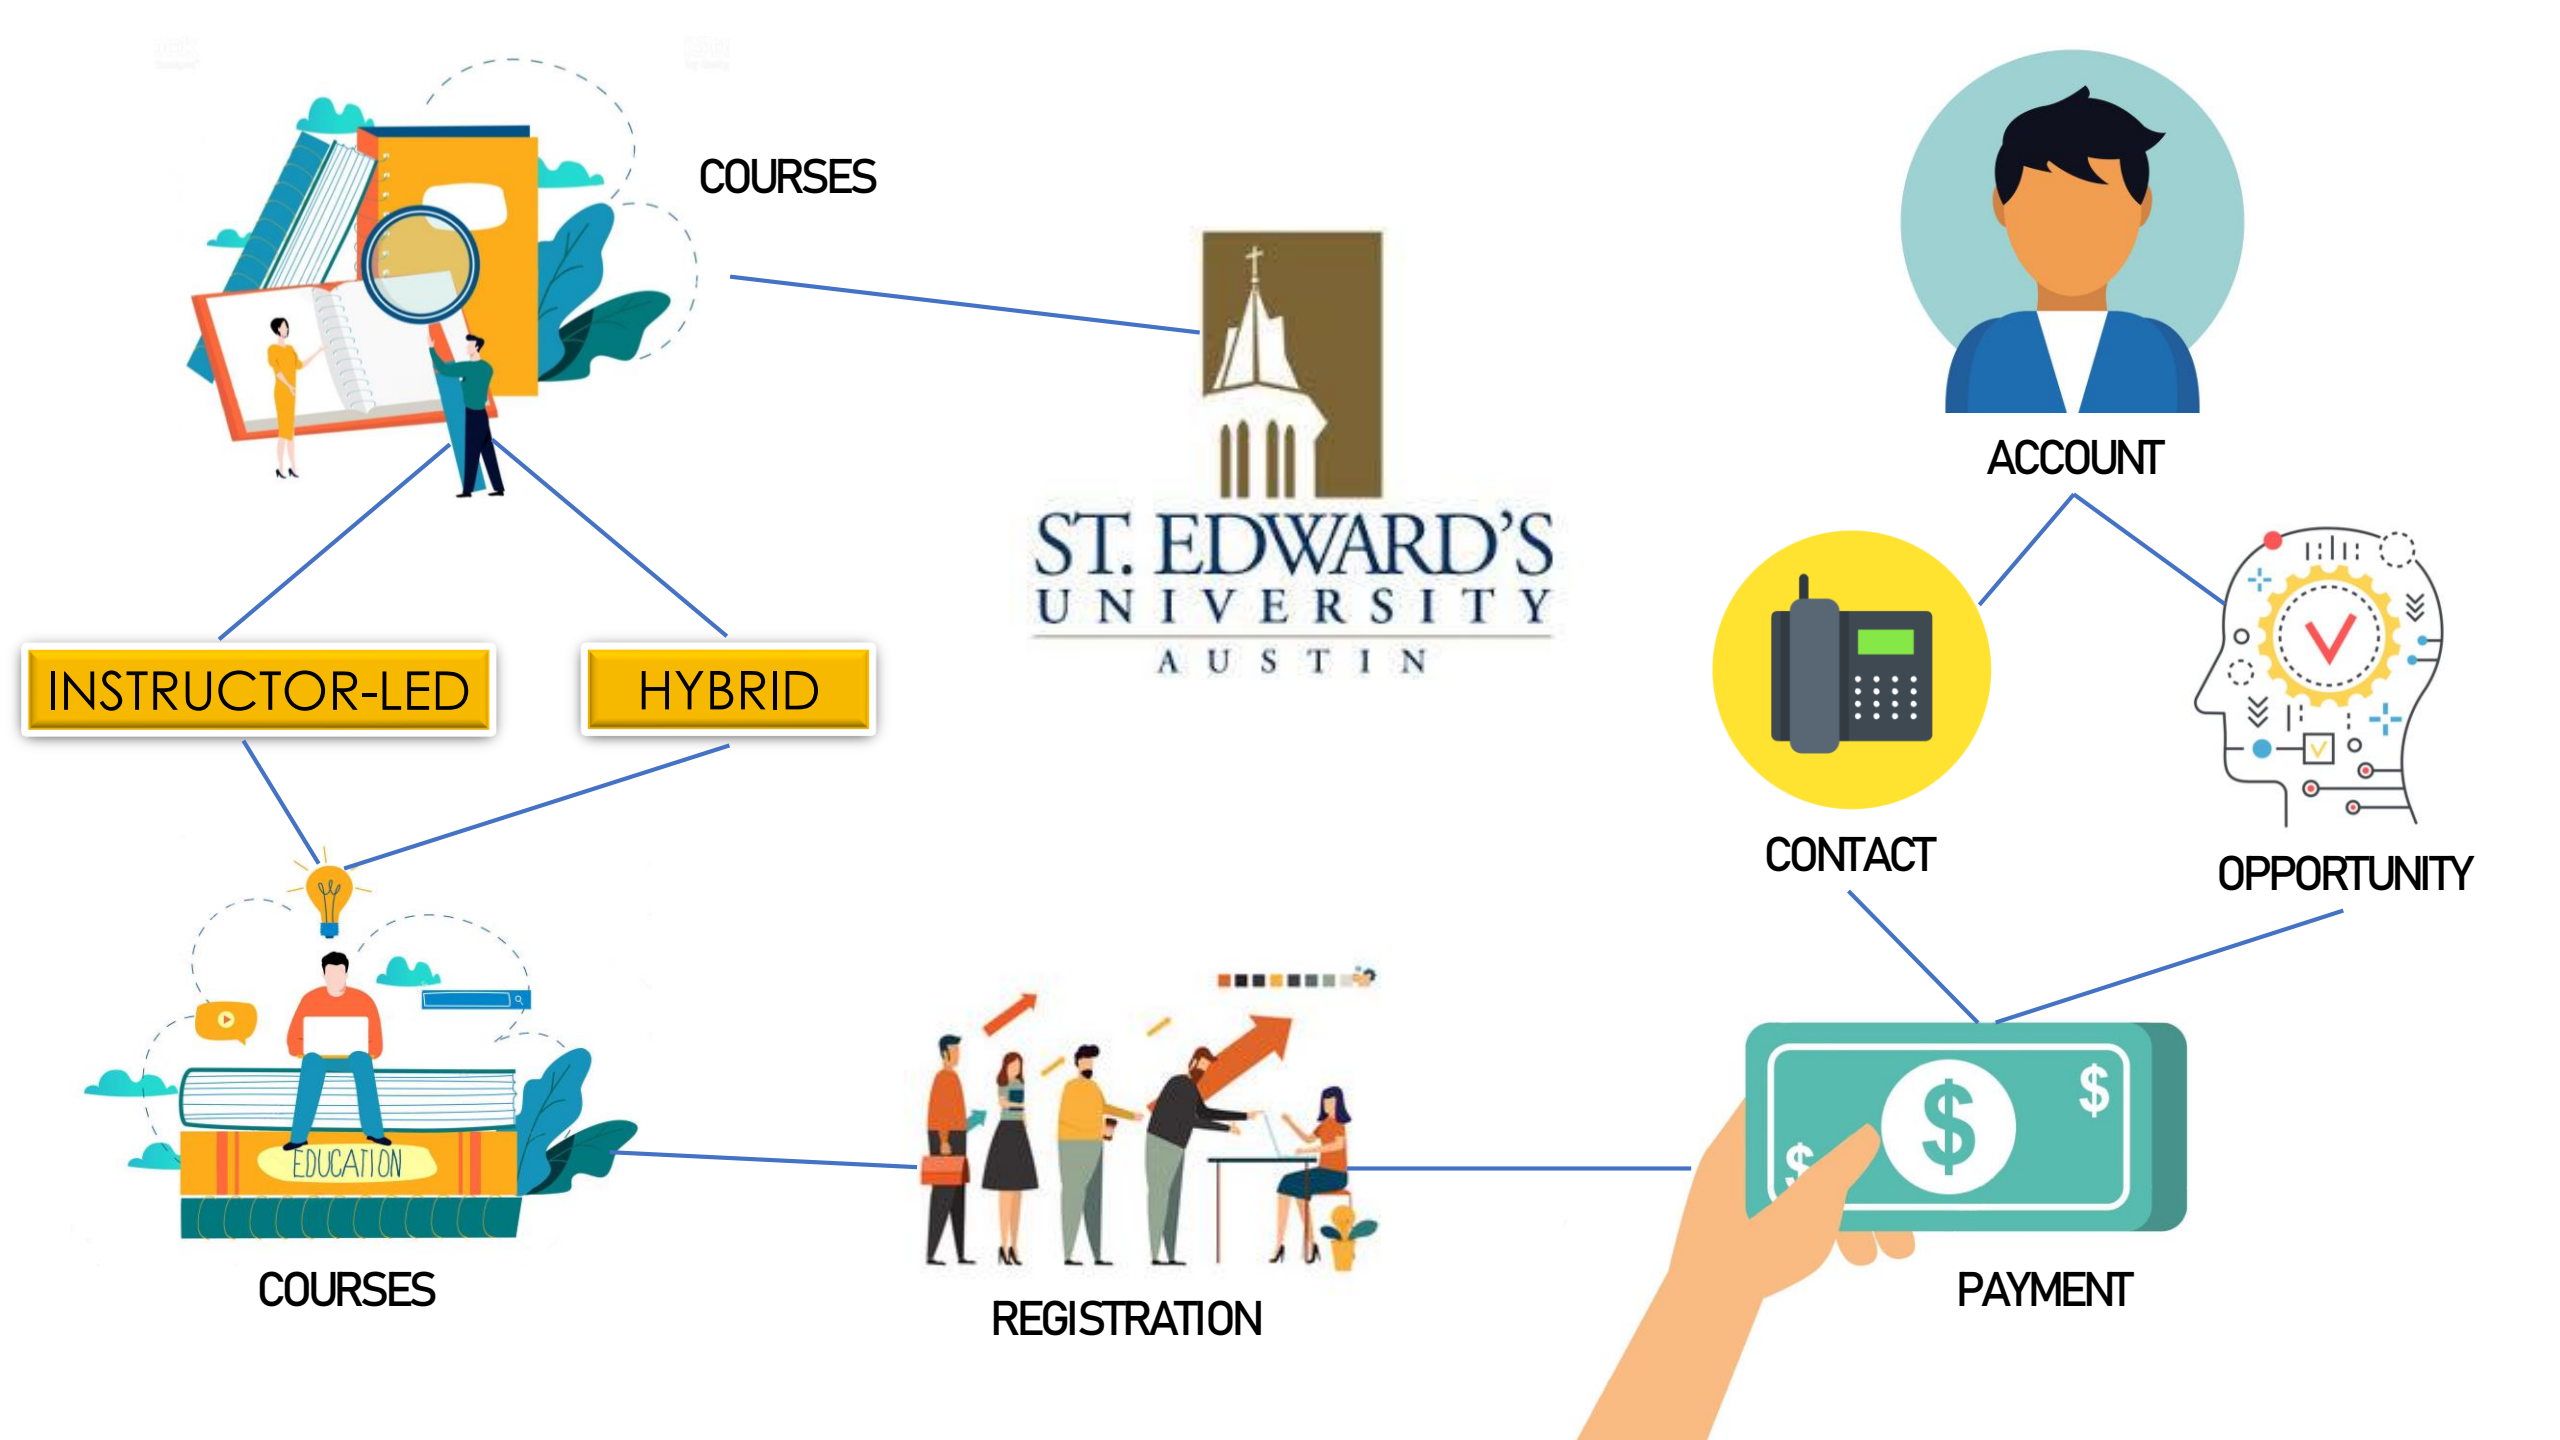 COURSES
ST. EDWARD'S
UNIVERSITY
AUSTIN
ACCOUNT
INSTRUCTOR-LED
HYBRID
CONTACT
OPPORTUNITY
EDUCATION
$
$
$
COURSES
REGISTRATION
PAYMENT